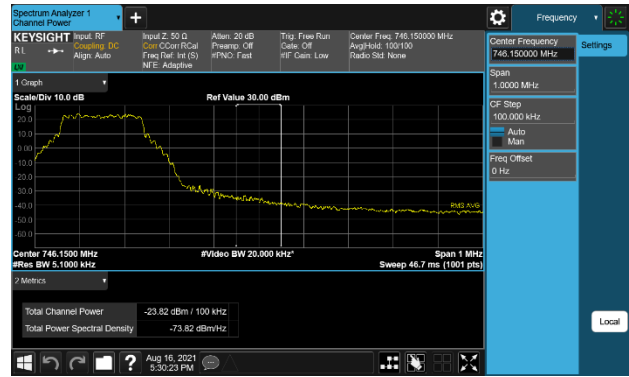 Spectrum Analyzer 1
Channel Power
Frequency
KEYSIGHT
RL
Input: RF
Coupling: DC
Align: Auto
Input Z: 50 Ω
Corr CCorr RCal
Freq Ref: Int (S)
NFE: Adaptive
Atten: 20 dB
Preamp: Off
#PNO: Fast
Trig: Free Run
Gate: Off
#IF Gain: Low
Center Freq: 746.150000 MHz
Avg|Hold: 100/100
Radio Std: None
Center Frequency
746.150000 MHz
Settings
Span
1.0000 MHz
CF Step
100.000 kHz
Auto
Man
Freq Offset
0 Hz
Local
1 Graph
Scale/Div 10.0 dB
Ref Value 30.00 dBm
Log
20.0
10.0
0.00
-10.0
-20.0
-30.0
-40.0
-50.0
-60.0
RMS AVG
Center 746.1500 MHz
#Video BW 20.000 kHz*
Span 1 MHz
#Res BW 5.1000 kHz
Sweep 46.7 ms (1001 pts)
2 Metrics
Total Channel Power
-23.82 dBm / 100 kHz
Total Power Spectral Density
-73.82 dBm/Hz
Aug 16, 2021
5:30:23 PM